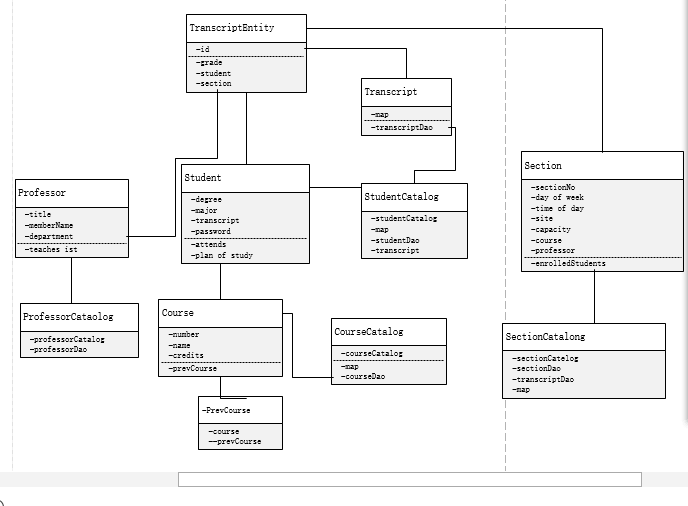 TranscriptEntity
-id
-grade
-student
-section
Transcript
-map
-transcriptDao
Section
-sectionNo
-day of week
-time of day
-site
-capacity
-course
-professor
-enrolledStudents
Student
-degree
-major
-transcript
-password
-attends
-plan of study
Professor
-title
-memberName
-department
-teaches ist
StudentCatalog
-studentCatalog
-map
-studentDao
-transcript
ProfessorCataolog
-professorCatalog
-professorDao
Course
-number
-name
-credits
-prevCourse
CourseCatalog
-courseCatalog
-map
-courseDao
SectionCatalong
-sectionCatelog
-sectionDao
-transcriptDao
-map
-PrevCourse
-course
--prevCourse